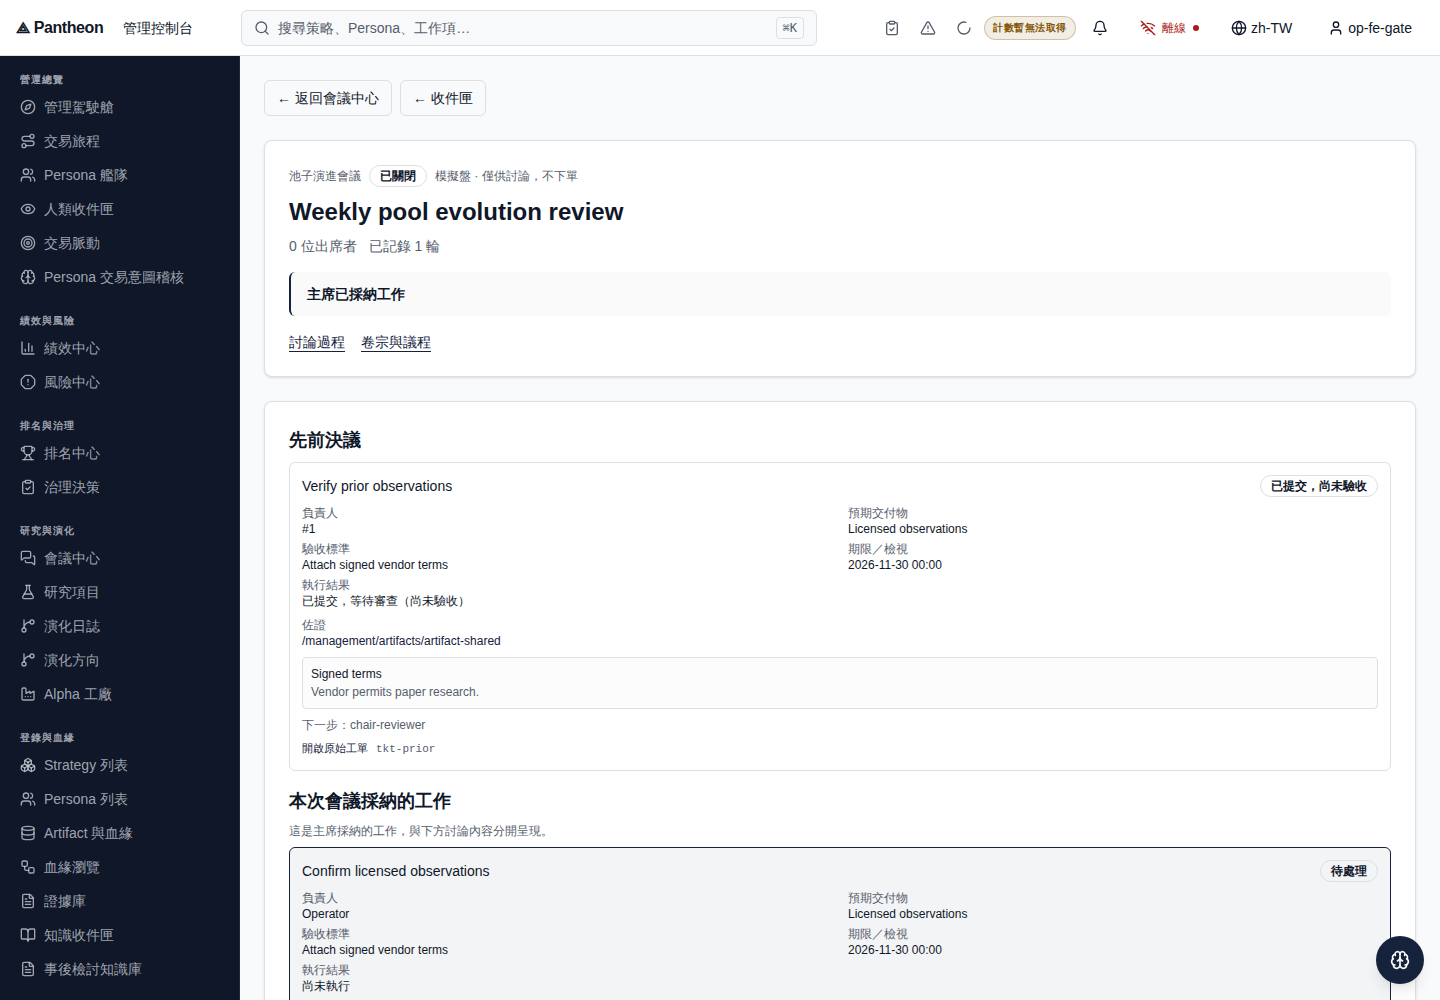 Pantheon 管理控制台
搜尋策略、Persona、工作項… ⌘K
計數暫無法取得
離線
zh-TW
op-fe-gate
營運總覽
管理駕駛艙
交易旅程
Persona 艦隊
人類收件匣
交易脈動
Persona 交易意圖稽核
績效與風險
績效中心
風險中心
排名與治理
排名中心
治理決策
研究與演化
會議中心
研究項目
演化日誌
演化方向
Alpha 工廠
登錄與血緣
Strategy 列表
Persona 列表
Artifact 與血緣
血緣瀏覽
證據庫
知識收件匣
事後檢討知識庫
← 返回會議中心
← 收件匣
池子演進會議 已關閉 模擬盤 · 僅供討論，不下單
Weekly pool evolution review
0 位出席者 已記錄 1 輪
主席已採納工作
討論過程 卷宗與議程
先前決議
Verify prior observations 已提交，尚未驗收
負責人 預期交付物
#1 Licensed observations
驗收標準 期限／檢視
Attach signed vendor terms 2026-11-30 00:00
執行結果
已提交，等待審查（尚未驗收）
佐證
/management/artifacts/artifact-shared
Signed terms
Vendor permits paper research.
下一步：chair-reviewer
開啟原始工單 tkt-prior
本次會議採納的工作
這是主席採納的工作，與下方討論內容分開呈現。
Confirm licensed observations 待處理
負責人 預期交付物
Operator Licensed observations
驗收標準 期限／檢視
Attach signed vendor terms 2026-11-30 00:00
執行結果
尚未執行